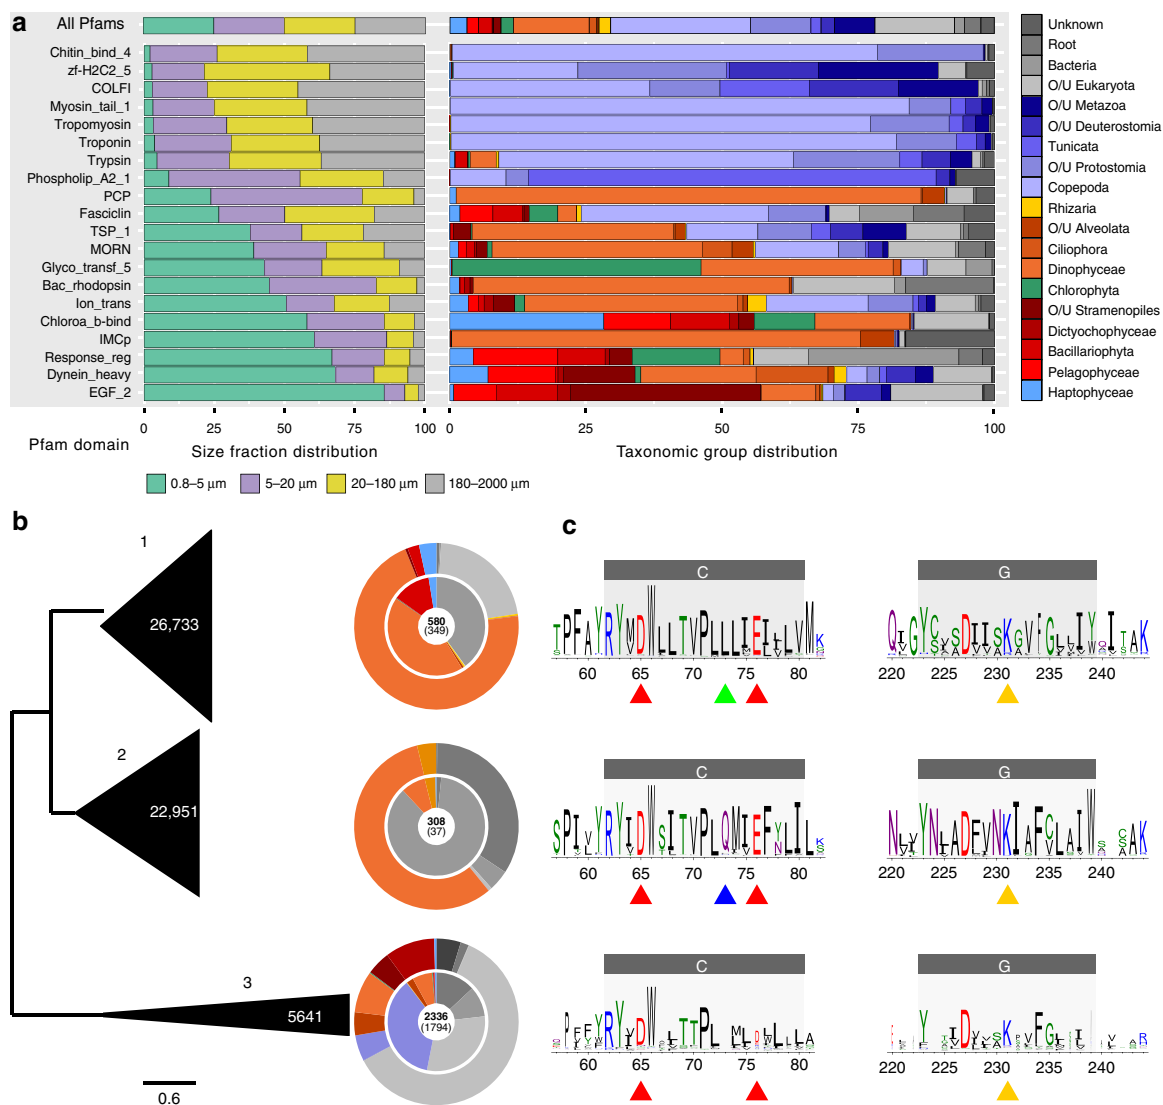 a
All Pfams
Chitin_bind_4
zf-H2C2_5
COLFI
Myosin_tail_1
Tropomyosin
Troponin
Trypsin
Phospholip_A2_1
PCP
Fasciclin
TSP_1
MORN
Glyco_transf_5
Bac_rhodopsin
Ion_trans
Chloroa_b-bind
IMCp
Response_reg
Dynein_heavy
EGF_2
Pfam domain
0 25 50 75 100
Size fraction distribution
0 25 50 75 100
Taxonomic group distribution
0.8–5 μm 5–20 μm 20–180 μm 180–2000 μm
Unknown
Root
Bacteria
O/U Eukaryota
O/U Metazoa
O/U Deuterostomia
Tunicata
O/U Protostomia
Copepoda
Rhizaria
O/U Alveolata
Ciliophora
Dinophyceae
Chlorophyta
O/U Stramenopiles
Dictyochophyceae
Bacillariophyta
Pelagophyceae
Haptophyceae
b
1
26,733
2
22,951
3
5641
0.6
580
(349)
308
(37)
2336
(1794)
c
C G
60 65 70 75 80
220 225 230 235 240
C G
60 65 70 75 80
220 225 230 235 240
C G
60 65 70 75 80
220 225 230 235 240